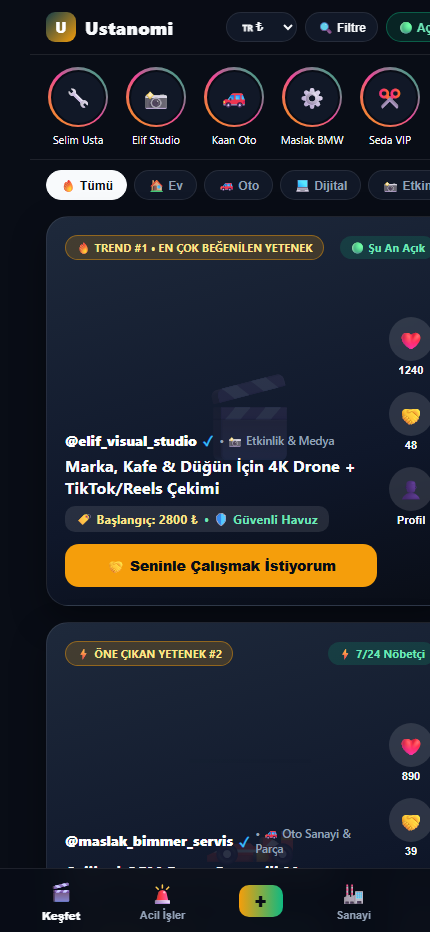 U Ustanomi
TR ₺
Filtre
Selim Usta
Elif Studio
Kaan Oto
Maslak BMW
Seda VIP
Tümü
Ev
Oto
Dijital
TREND #1 • EN ÇOK BEĞENİLEN YETENEK
Şu An Açık
1240
48
@elif_visual_studio ✓ • Etkinlik & Medya
Marka, Kafe & Düğün İçin 4K Drone +
TikTok/Reels Çekimi
Profil
Başlangıç: 2800 ₺ • Güvenli Havuz
Seninle Çalışmak İstiyorum
ÖNE ÇIKAN YETENEK #2
7/24 Nöbetçi
890
39
@maslak_bimmer_servis ✓ • Oto Sanayi &
Parça
Keşfet
Acil İşler
+
Sanayi